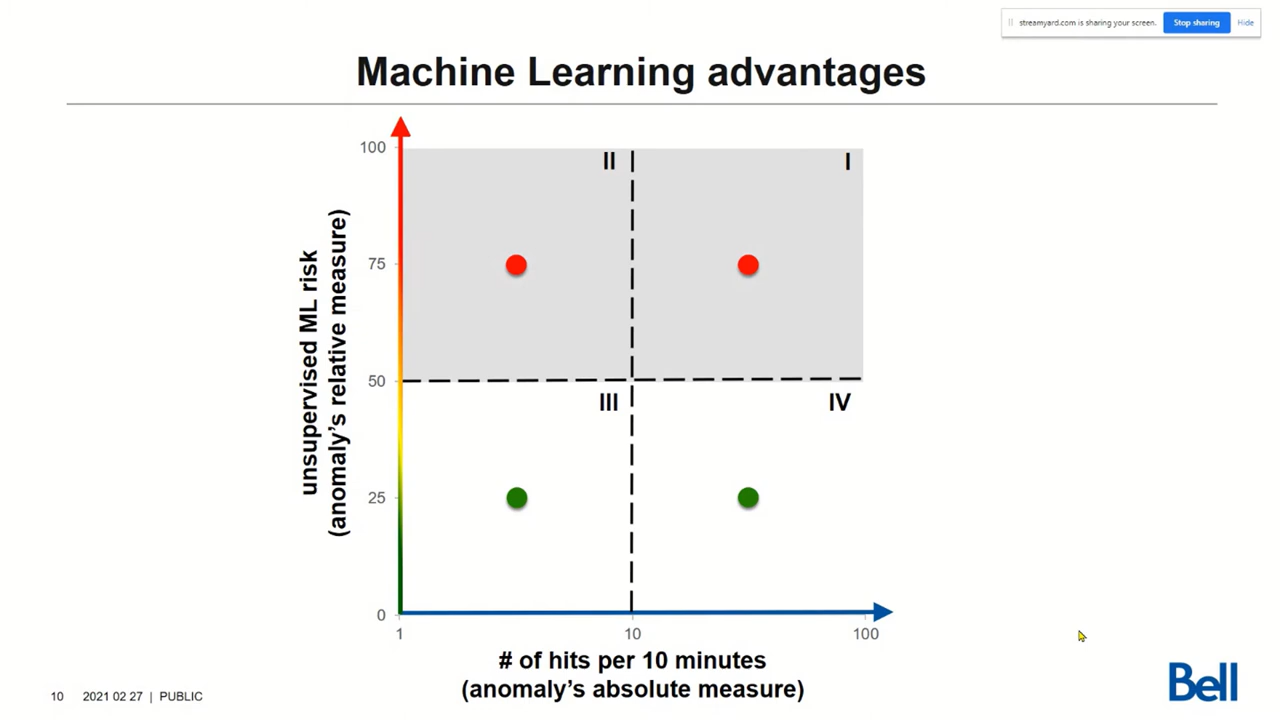 streamyard.com is sharing your screen. Stop sharing Hide
Machine Learning advantages
100
II
I
75
50
III
IV
25
0
1
10
100
unsupervised ML risk
(anomaly's relative measure)
# of hits per 10 minutes
(anomaly's absolute measure)
10 2021 02 27 | PUBLIC
Bell